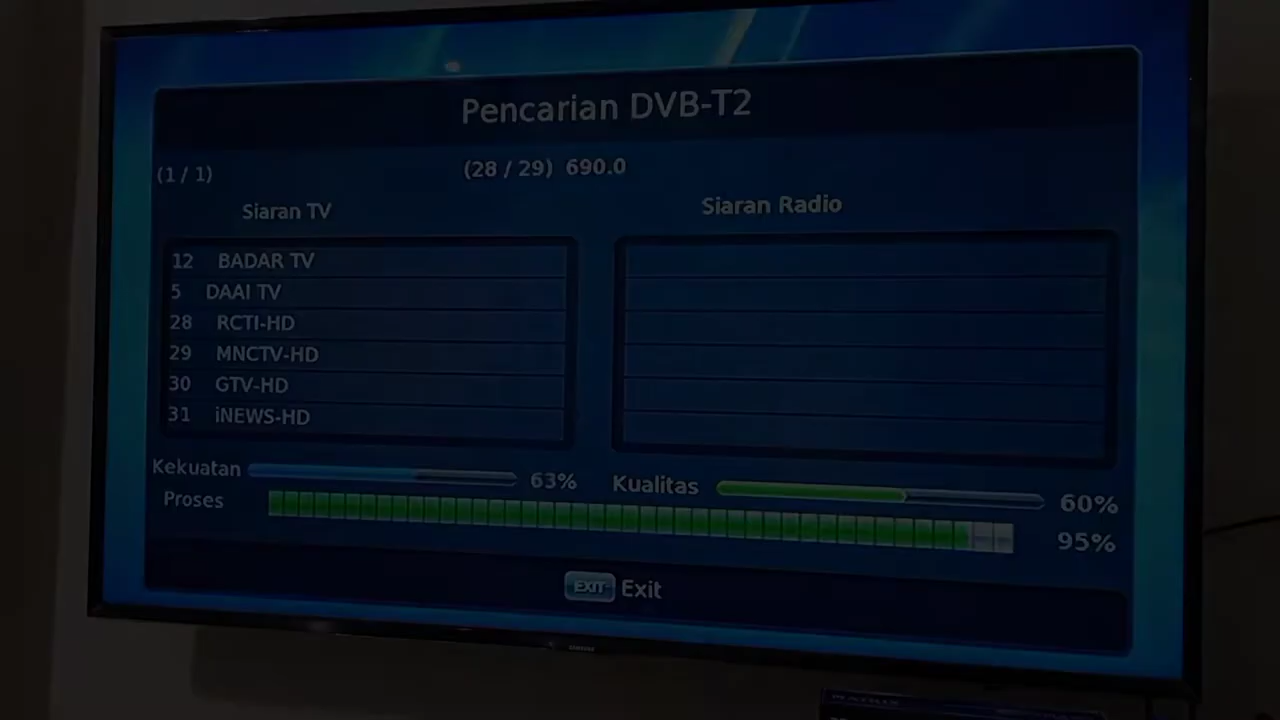 Pencarian DVB-T2
(1 / 1) (28 / 29) 690.0
Siaran TV Siaran Radio
12 BADAR TV
5 DAAI TV
28 RCTI-HD
29 MNCTV-HD
30 GTV-HD
31 iNEWS-HD
Kekuatan 63% Kualitas 60%
Proses 95%
EXIT Exit
SAMSUNG